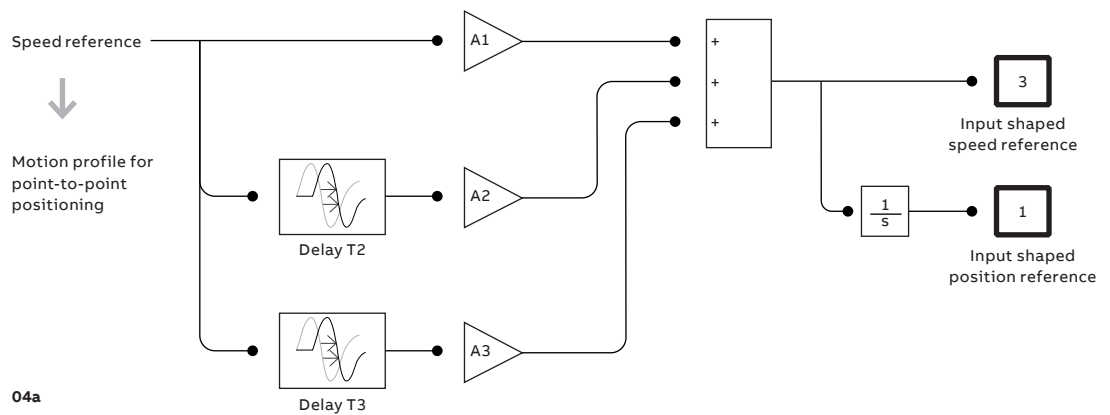 Speed reference
Motion profile for
point-to-point
positioning
A1
A2
A3
Delay T2
Delay T3
+
+
+
3
Input shaped
speed reference
1
s
1
Input shaped
position reference
04a